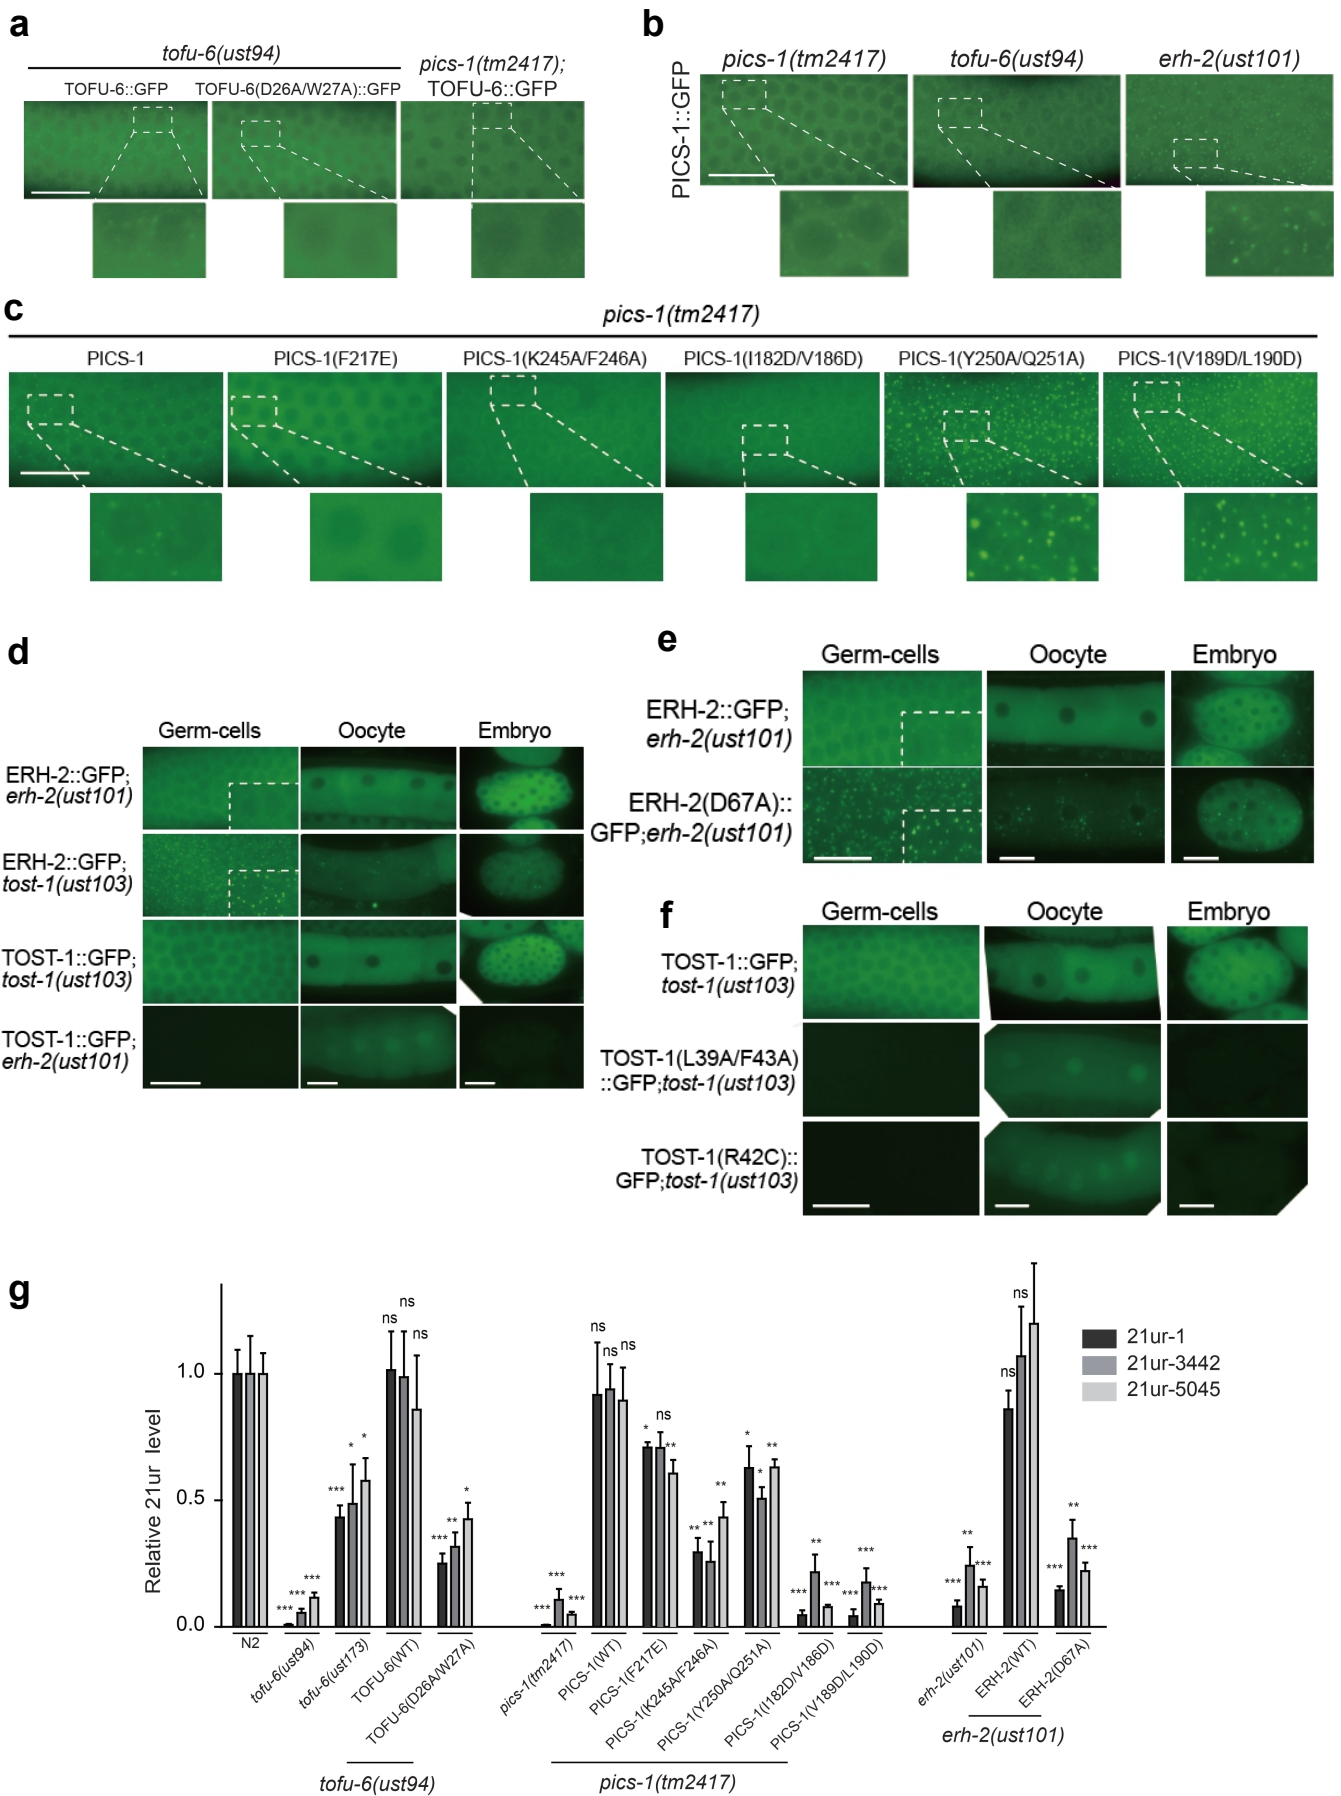 a
tofu-6(ust94)
TOFU-6::GFP
TOFU-6(D26A/W27A)::GFP
pics-1(tm2417);
TOFU-6::GFP
b
PICS-1::GFP
pics-1(tm2417)
tofu-6(ust94)
erh-2(ust101)
c
pics-1(tm2417)
PICS-1
PICS-1(F217E)
PICS-1(K245A/F246A)
PICS-1(I182D/V186D)
PICS-1(Y250A/Q251A)
PICS-1(V189D/L190D)
d
Germ-cells
Oocyte
Embryo
ERH-2::GFP;
erh-2(ust101)
ERH-2::GFP;
tost-1(ust103)
TOST-1::GFP;
tost-1(ust103)
TOST-1::GFP;
erh-2(ust101)
e
Germ-cells
Oocyte
Embryo
ERH-2::GFP;
erh-2(ust101)
ERH-2(D67A)::
GFP;erh-2(ust101)
f
Germ-cells
Oocyte
Embryo
TOST-1::GFP;
tost-1(ust103)
TOST-1(L39A/F43A)
::GFP;tost-1(ust103)
TOST-1(R42C)::
GFP;tost-1(ust103)
g
Relative 21ur level
1.0
0.5
0.0
*** *** ***
*** * *
ns ns ns
*** ** *
*** *** ***
ns ns ns
* ns **
** ** **
* * **
*** ** ***
*** *** ***
*** ** ***
ns ns
*** ** ***
21ur-1
21ur-3442
21ur-5045
N2
tofu-6(ust94)
tofu-6(ust173)
TOFU-6(WT)
TOFU-6(D26A/W27A)
pics-1(tm2417)
PICS-1(WT)
PICS-1(F217E)
PICS-1(K245A/F246A)
PICS-1(Y250A/Q251A)
PICS-1(I182D/V186D)
PICS-1(V189D/L190D)
erh-2(ust101)
ERH-2(WT)
ERH-2(D67A)
tofu-6(ust94)
pics-1(tm2417)
erh-2(ust101)